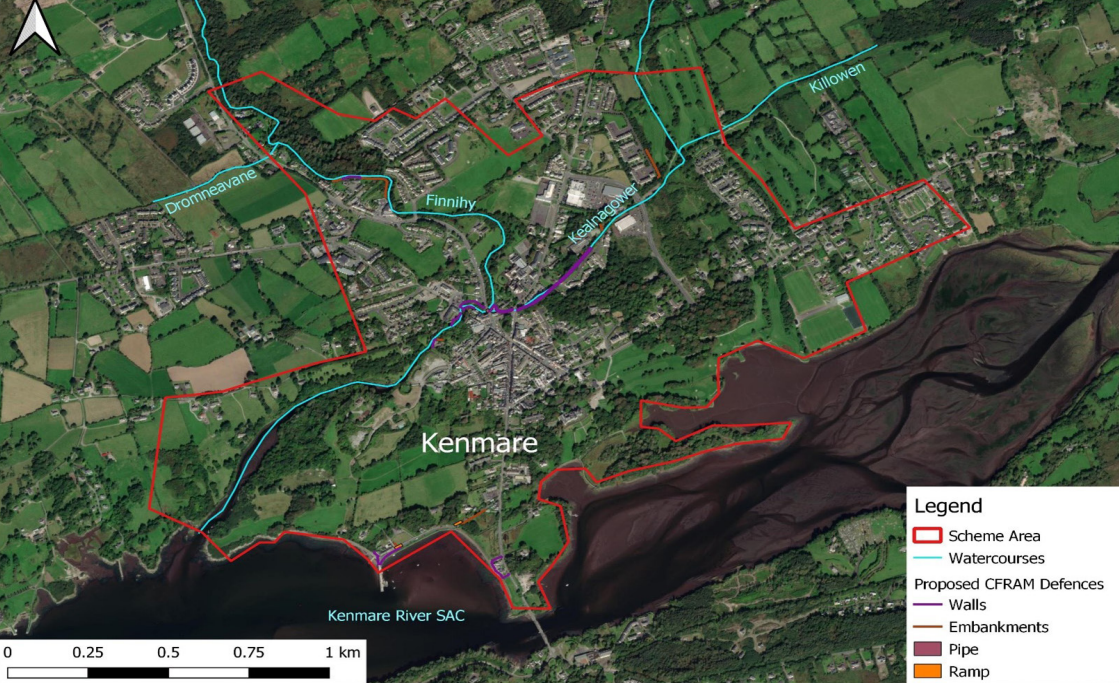 Killowen
Dromneavane
Finnihy
Kealnagower
Kenmare
Kenmare River SAC
Legend
Scheme Area
Watercourses
Proposed CFRAM Defences
Walls
Embankments
Pipe
Ramp
0 0.25 0.5 0.75 1 km